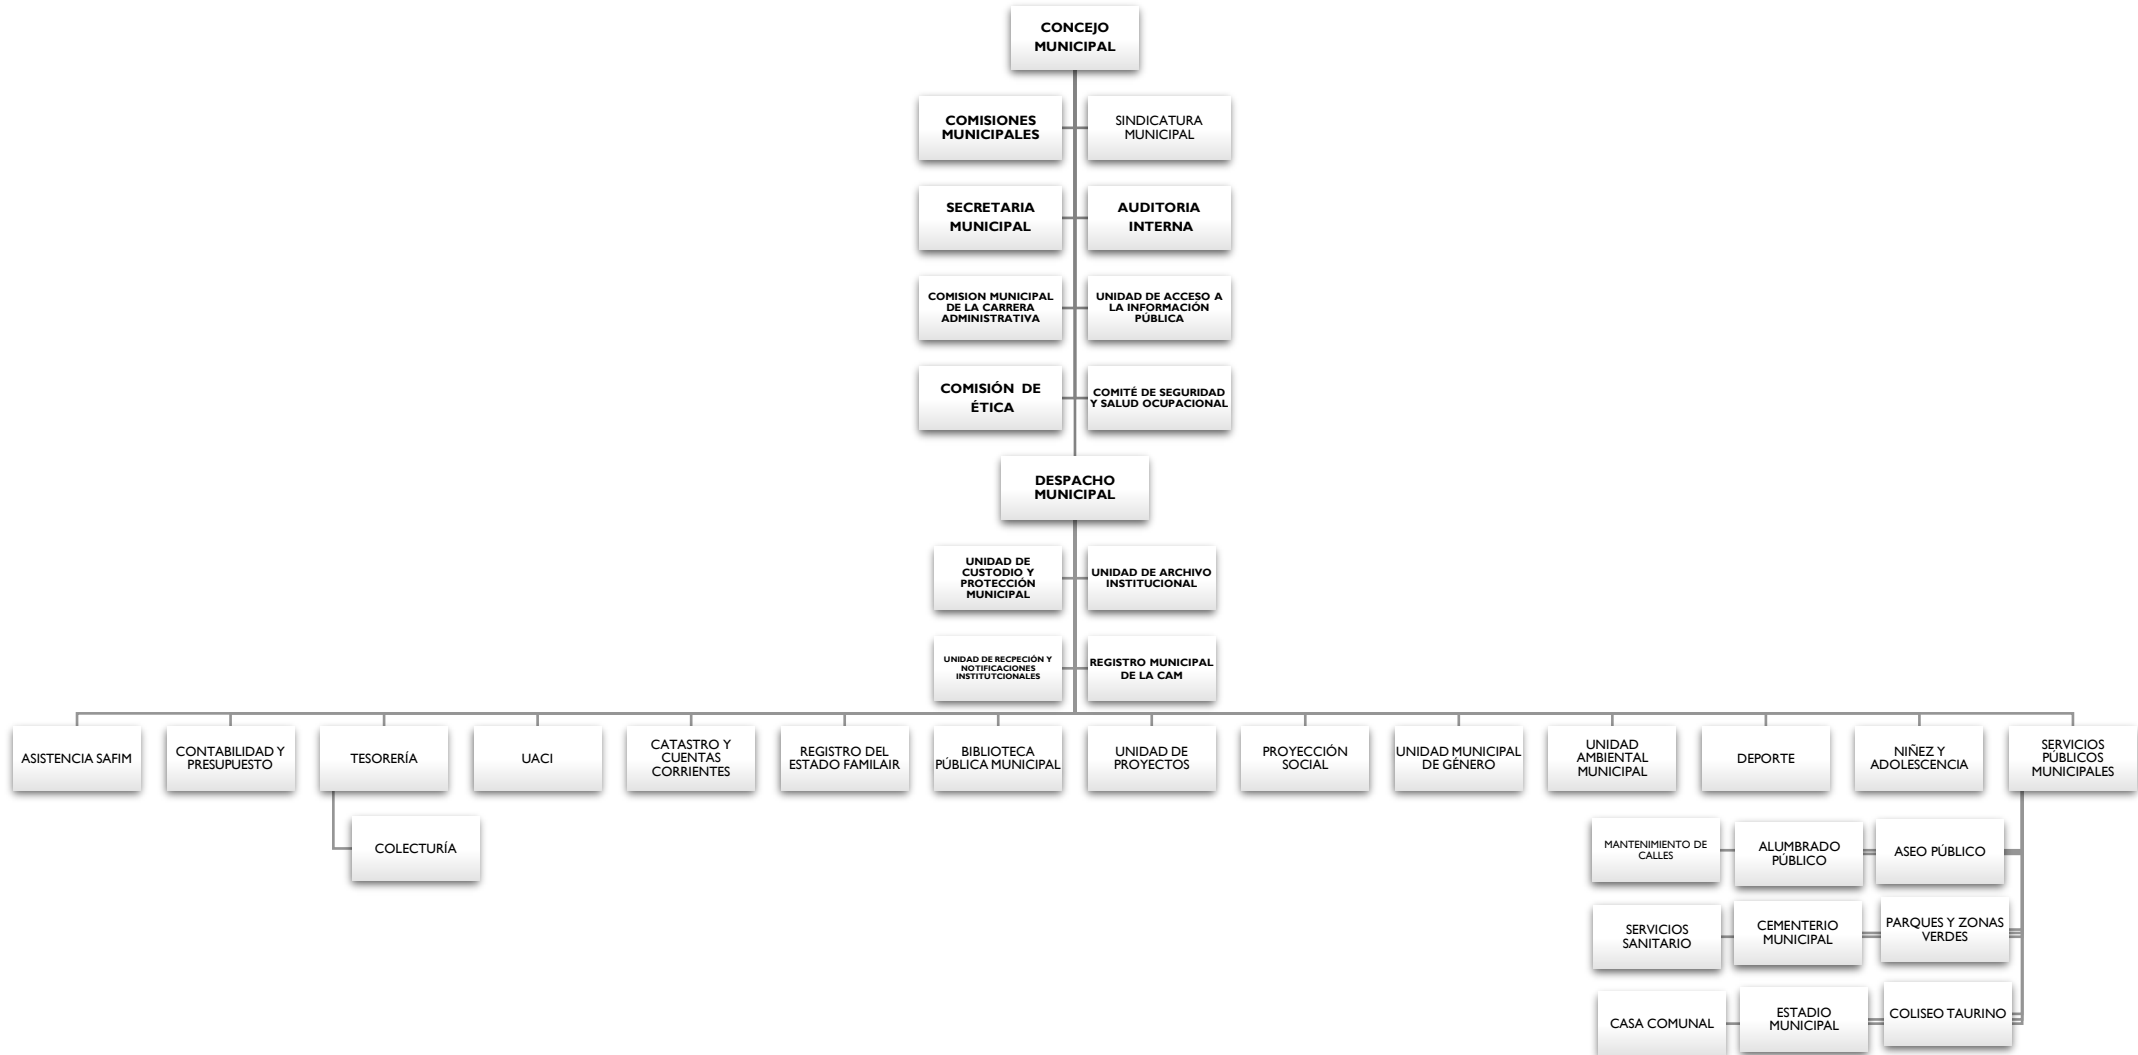 CONCEJO
MUNICIPAL
COMISIONES
MUNICIPALES
SINDICATURA
MUNICIPAL
SECRETARIA
MUNICIPAL
AUDITORIA
INTERNA
COMISION MUNICIPAL
DE LA CARRERA
ADMINISTRATIVA
UNIDAD DE ACCESO A
LA INFORMACIÓN
PÚBLICA
COMISIÓN DE
ÉTICA
COMITÉ DE SEGURIDAD
Y SALUD OCUPACIONAL
DESPACHO
MUNICIPAL
UNIDAD DE
CUSTODIO Y
PROTECCIÓN
MUNICIPAL
UNIDAD DE ARCHIVO
INSTITUCIONAL
UNIDAD DE RECPECIÓN Y
NOTIFICACIONES
INSTITUTCIONALES
REGISTRO MUNICIPAL
DE LA CAM
ASISTENCIA SAFIM
CONTABILIDAD Y
PRESUPUESTO
TESORERÍA
UACI
CATASTRO Y
CUENTAS
CORRIENTES
REGISTRO DEL
ESTADO FAMILAIR
BIBLIOTECA
PÚBLICA MUNICIPAL
UNIDAD DE
PROYECTOS
PROYECCIÓN
SOCIAL
UNIDAD MUNICIPAL
DE GÉNERO
UNIDAD
AMBIENTAL
MUNICIPAL
DEPORTE
NIÑEZ Y
ADOLESCENCIA
SERVICIOS
PÚBLICOS
MUNICIPALES
COLECTURÍA
MANTENIMIENTO DE
CALLES
ALUMBRADO
PÚBLICO
ASEO PÚBLICO
SERVICIOS
SANITARIO
CEMENTERIO
MUNICIPAL
PARQUES Y ZONAS
VERDES
CASA COMUNAL
ESTADIO
MUNICIPAL
COLISEO TAURINO